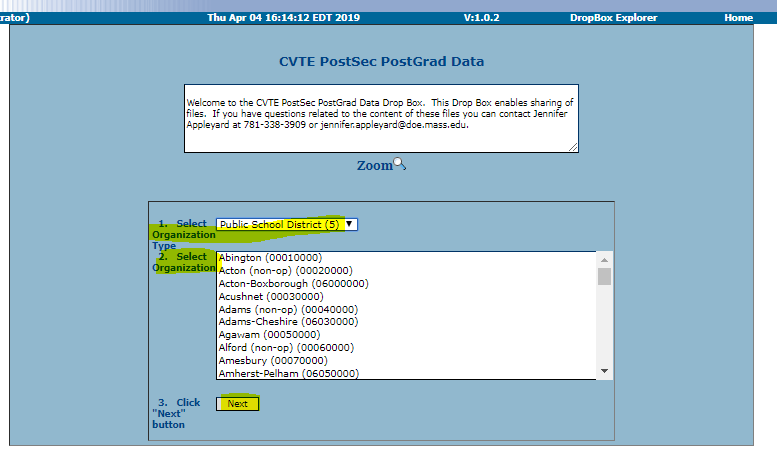 rator)
Thu Apr 04 16:14:12 EDT 2019
V:1.0.2
DropBox Explorer
Home
CVTE PostSec PostGrad Data
Welcome to the CVTE PostSec PostGrad Data Drop Box.  This Drop Box enables sharing of
files.  If you have questions related to the content of these files you can contact Jennifer
Appleyard at 781-338-3909 or jennifer.appleyard@doe.mass.edu.
Zoom
1.  Select
Organization
Type
Public School District (5)
2.  Select
Organization
Abington (00010000)
Acton (non-op) (00020000)
Acton-Boxborough (06000000)
Acushnet (00030000)
Adams (non-op) (00040000)
Adams-Cheshire (06030000)
Agawam (00050000)
Alford (non-op) (00060000)
Amesbury (00070000)
Amherst-Pelham (06050000)
3.  Click
"Next"
button
Next